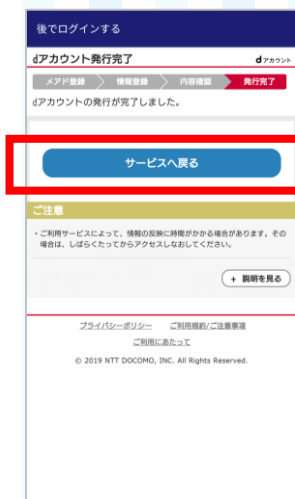 後でログインする
dアカウント発行完了
dアカウント
メアド登録 情報登録 内容確認 発行完了
dアカウントの発行が完了しました。
サービスへ戻る
ご注意
・ご利用サービスによって、情報の反映に時間がかかる場合があります。その
場合は、しばらくたってからアクセスしなおしてください。
+ 説明を見る
プライバシーポリシー ご利用規約/ご注意事項
ご利用にあたって
© 2019 NTT DOCOMO, INC. All Rights Reserved.